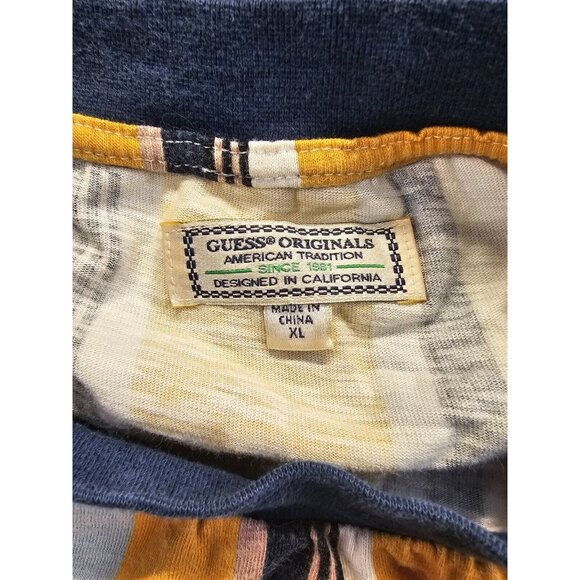 GUESS® ORIGINALS
AMERICAN TRADITION
SINCE 1981
DESIGNED IN CALIFORNIA
MADE IN
CHINA
XL